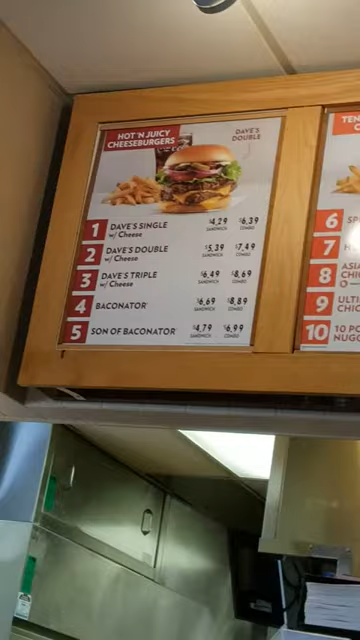 HOT 'N JUICY
CHEESEBURGERS
DAVE'S
DOUBLE
1 DAVE'S SINGLE $4.29 $6.39
w/ Cheese SANDWICH COMBO
2 DAVE'S DOUBLE $5.39 $7.49
w/ Cheese SANDWICH COMBO
3 DAVE'S TRIPLE $6.49 $8.69
w/ Cheese SANDWICH COMBO
4 BACONATOR $6.69 $8.89
SANDWICH COMBO
5 SON OF BACONATOR $4.79 $6.99
SANDWICH COMBO
TEN
6 SP
7
8 ASIA
CHIC
9 ULTI
CHIC
10 10 PC
NUGG